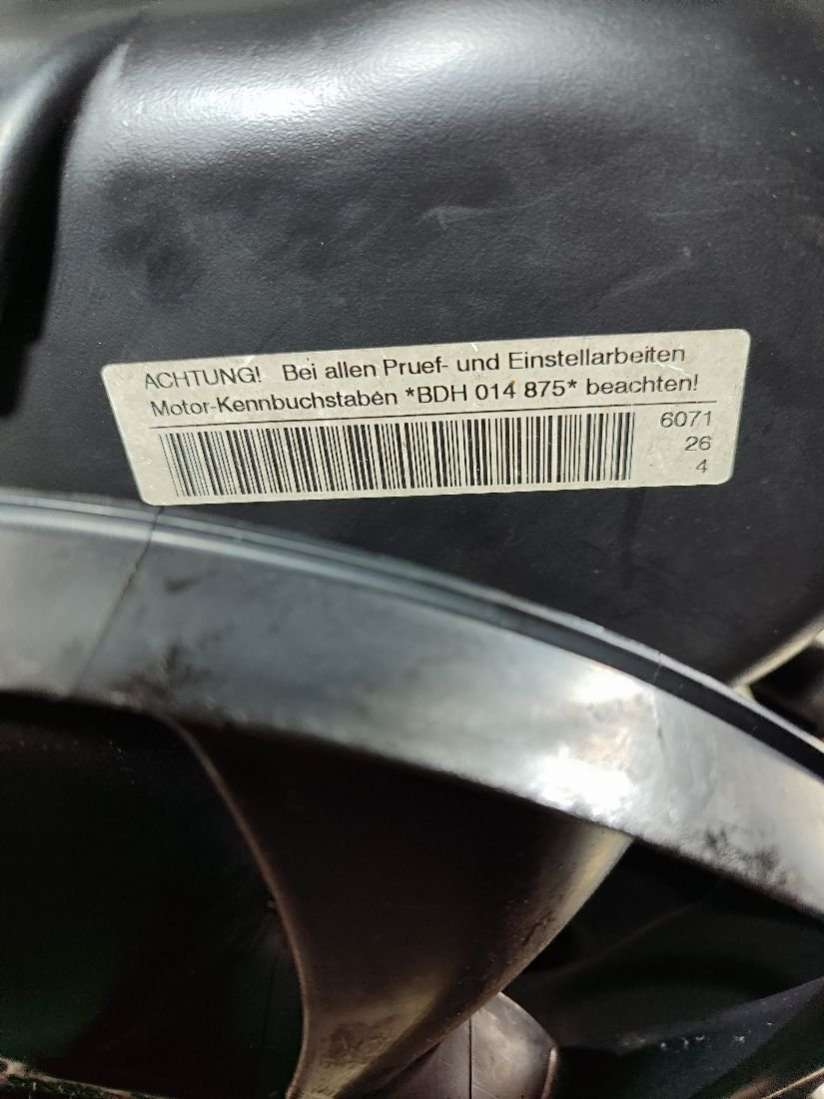 ACHTUNG! Bei allen Pruef- und Einstellarbeiten
Motor-Kennbuchstaben *BDH 014 875* beachten!
6071
26
4